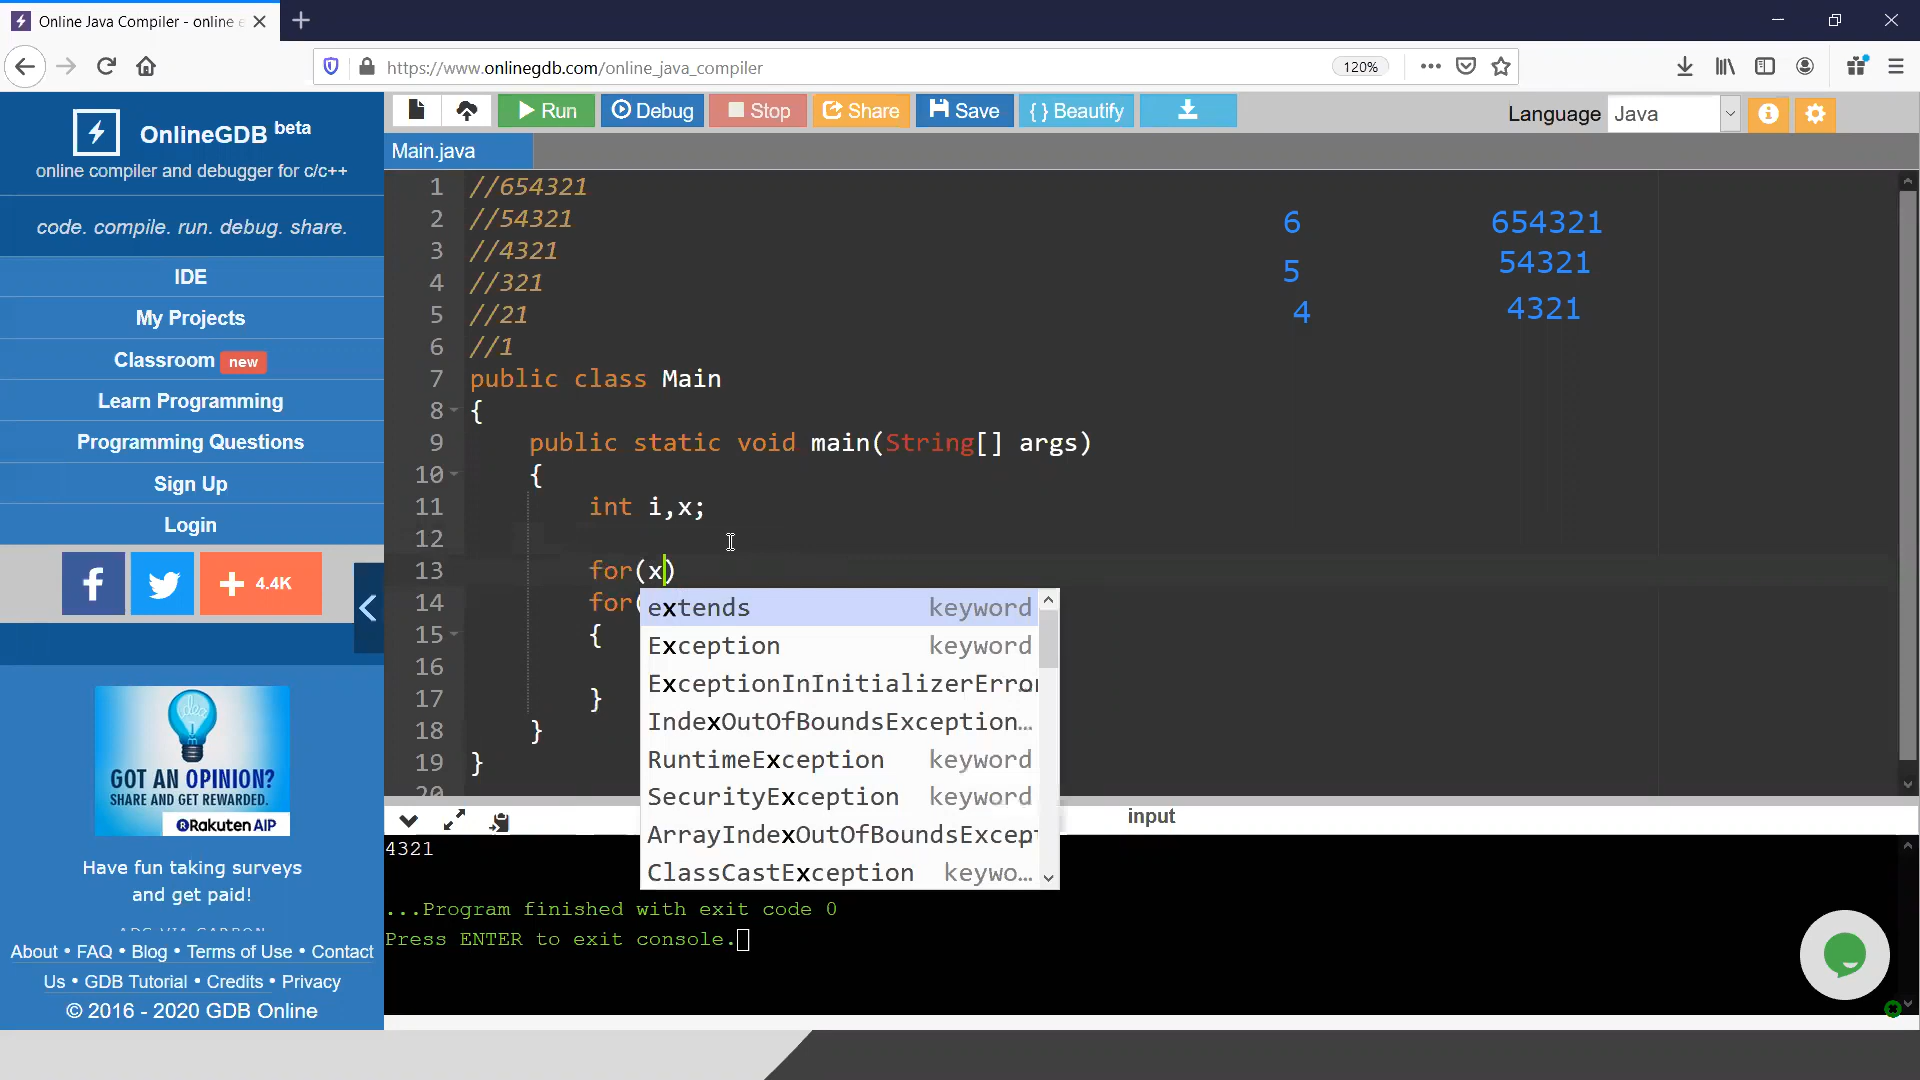 Online Java Compiler - online e
https://www.onlinegdb.com/online_java_compiler
120%
OnlineGDB beta
online compiler and debugger for c/c++
code. compile. run. debug. share.
IDE
My Projects
Classroom new
Learn Programming
Programming Questions
Sign Up
Login
4.4K
GOT AN OPINION?
SHARE AND GET REWARDED.
Rakuten AIP
Have fun taking surveys
and get paid!
About • FAQ • Blog • Terms of Use • Contact
Us • GDB Tutorial • Credits • Privacy
© 2016 - 2020 GDB Online
Run
Debug
Stop
Share
Save
{ } Beautify
Language Java
Main.java
1 //654321
2 //54321
3 //4321
4 //321
5 //21
6 //1
7 public class Main
8 {
9 public static void main(String[] args)
10 {
11 int i,x;
12
13 for(x)
14 for(
15 {
16
17 }
18 }
19 }
20
6 654321
5 54321
4 4321
extends keyword
Exception keyword
ExceptionInInitializerError
IndexOutOfBoundsException…
RuntimeException keyword
SecurityException keyword
ArrayIndexOutOfBoundsExcept
ClassCastException keywo…
input
4321
...Program finished with exit code 0
Press ENTER to exit console.